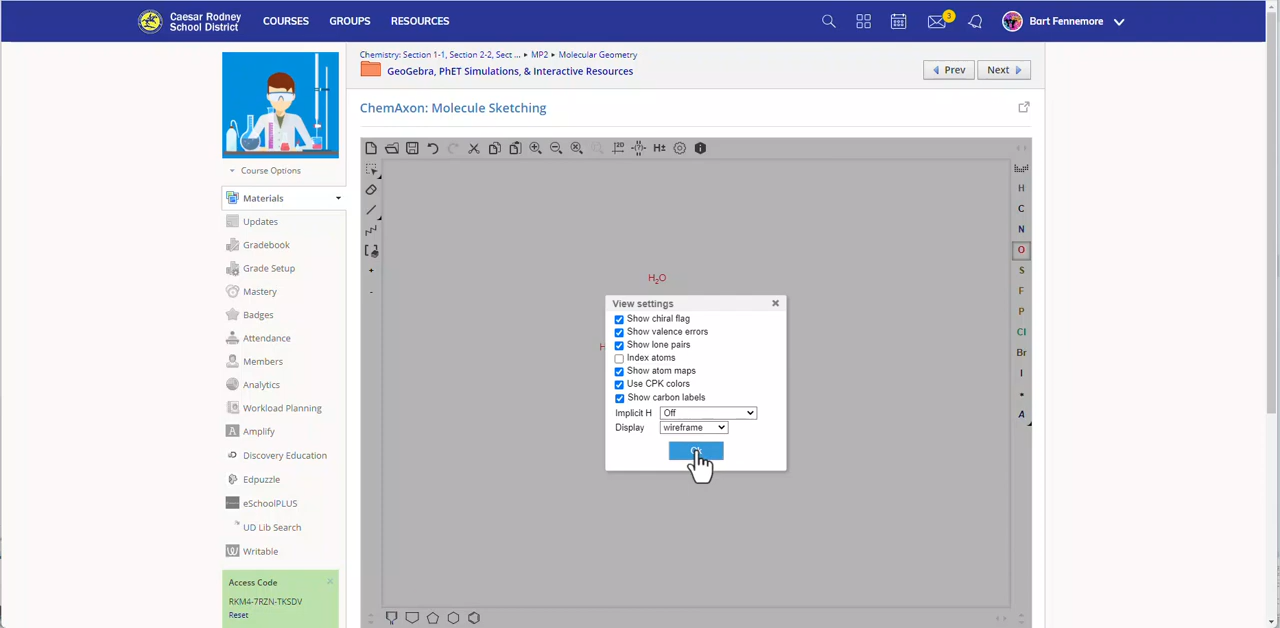 Caesar Rodney
School District
COURSES
GROUPS
RESOURCES
3
Bart Fennemore
Chemistry: Section 1-1, Section 2-2, Sect ... ▸ MP2 ▸ Molecular Geometry
GeoGebra, PhET Simulations, & Interactive Resources
Prev
Next
ChemAxon: Molecule Sketching
Course Options
Materials
Updates
Gradebook
Grade Setup
Mastery
Badges
Attendance
Members
Analytics
Workload Planning
Amplify
Discovery Education
Edpuzzle
eSchoolPLUS
UD Lib Search
Writable
Access Code
RKM4-7RZN-TKSDV
Reset
2D
H±
H₂O
H
View settings
Show chiral flag
Show valence errors
Show lone pairs
Index atoms
Show atom maps
Use CPK colors
Show carbon labels
Implicit H Off
Display wireframe
H
C
N
O
S
F
P
Cl
Br
I
A